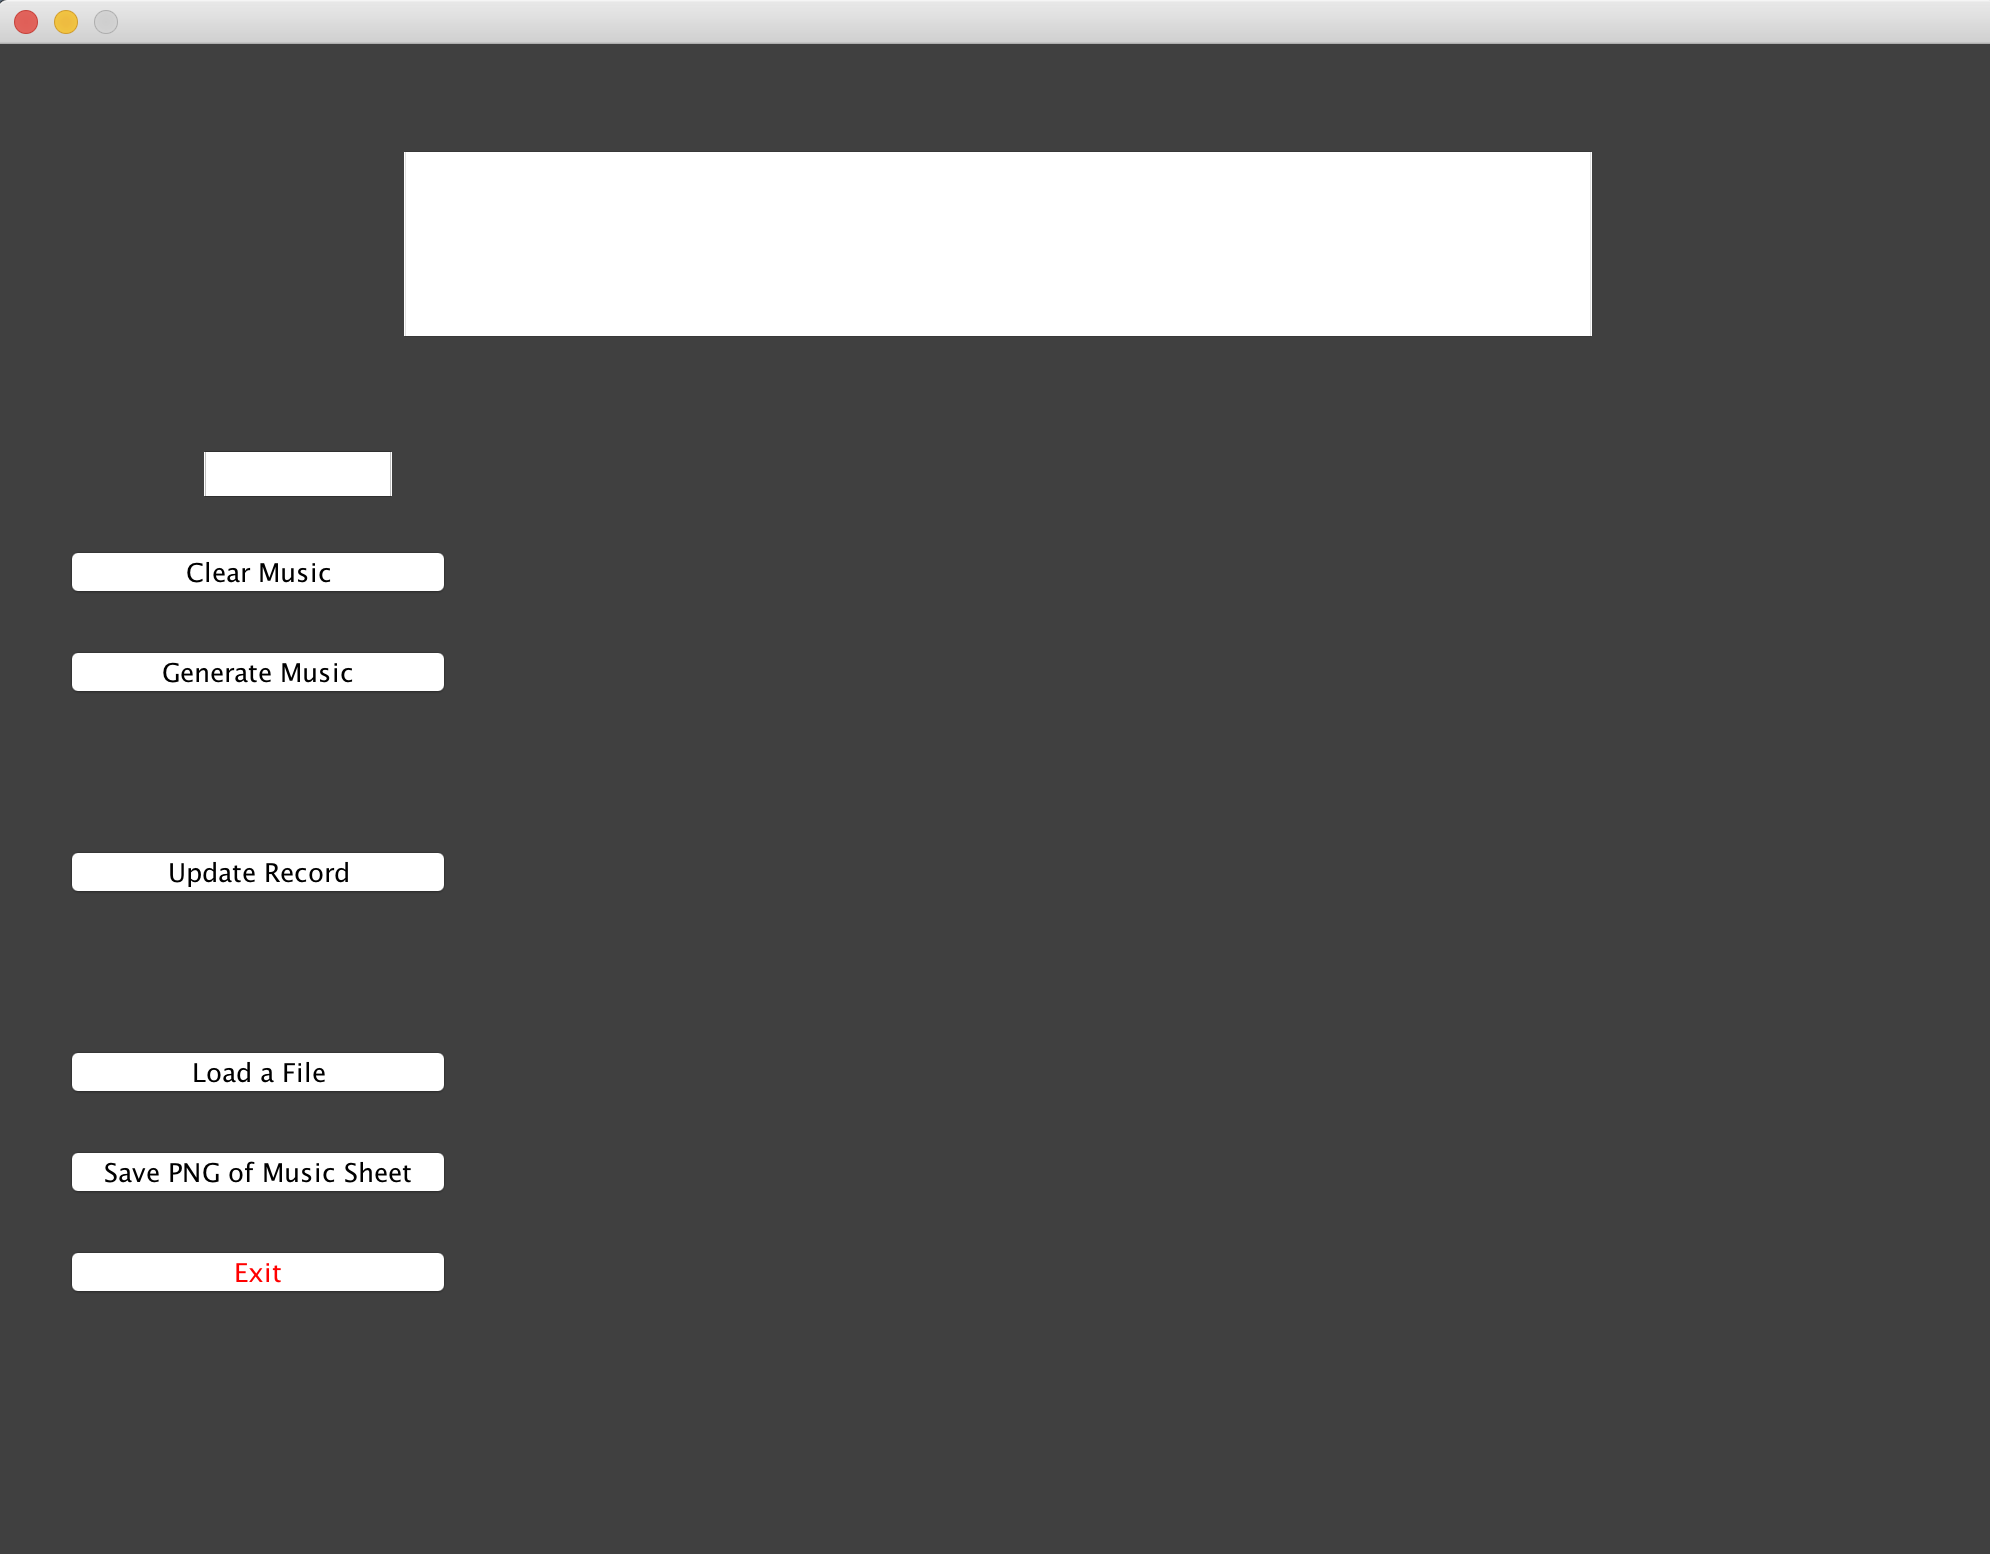 Clear Music
Generate Music
Update Record
Load a File
Save PNG of Music Sheet
Exit